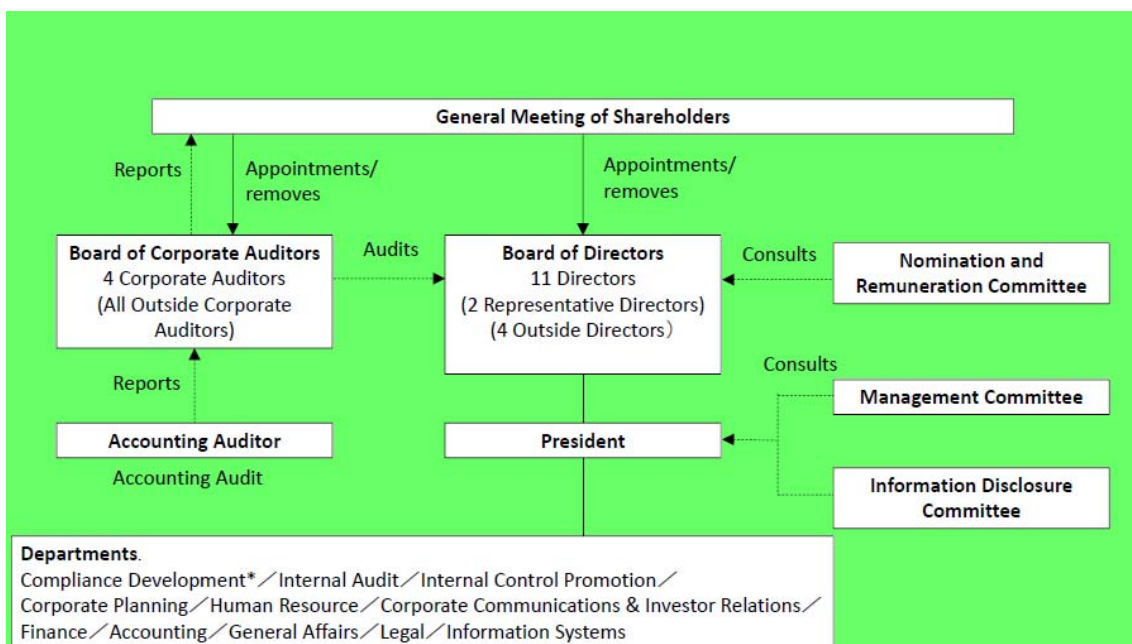 General Meeting of Shareholders
Reports
Appointments/
removes
Appointments/
removes
Board of Corporate Auditors
4 Corporate Auditors
(All Outside Corporate
Auditors)
Audits
Board of Directors
11 Directors
(2 Representative Directors)
(4 Outside Directors）
Consults
Nomination and
Remuneration Committee
Reports
Consults
Management Committee
Accounting Auditor
Accounting Audit
President
Information Disclosure
Committee
Departments.
Compliance Development*／Internal Audit／Internal Control Promotion／
Corporate Planning／Human Resource／Corporate Communications & Investor Relations／
Finance／Accounting／General Affairs／Legal／Information Systems